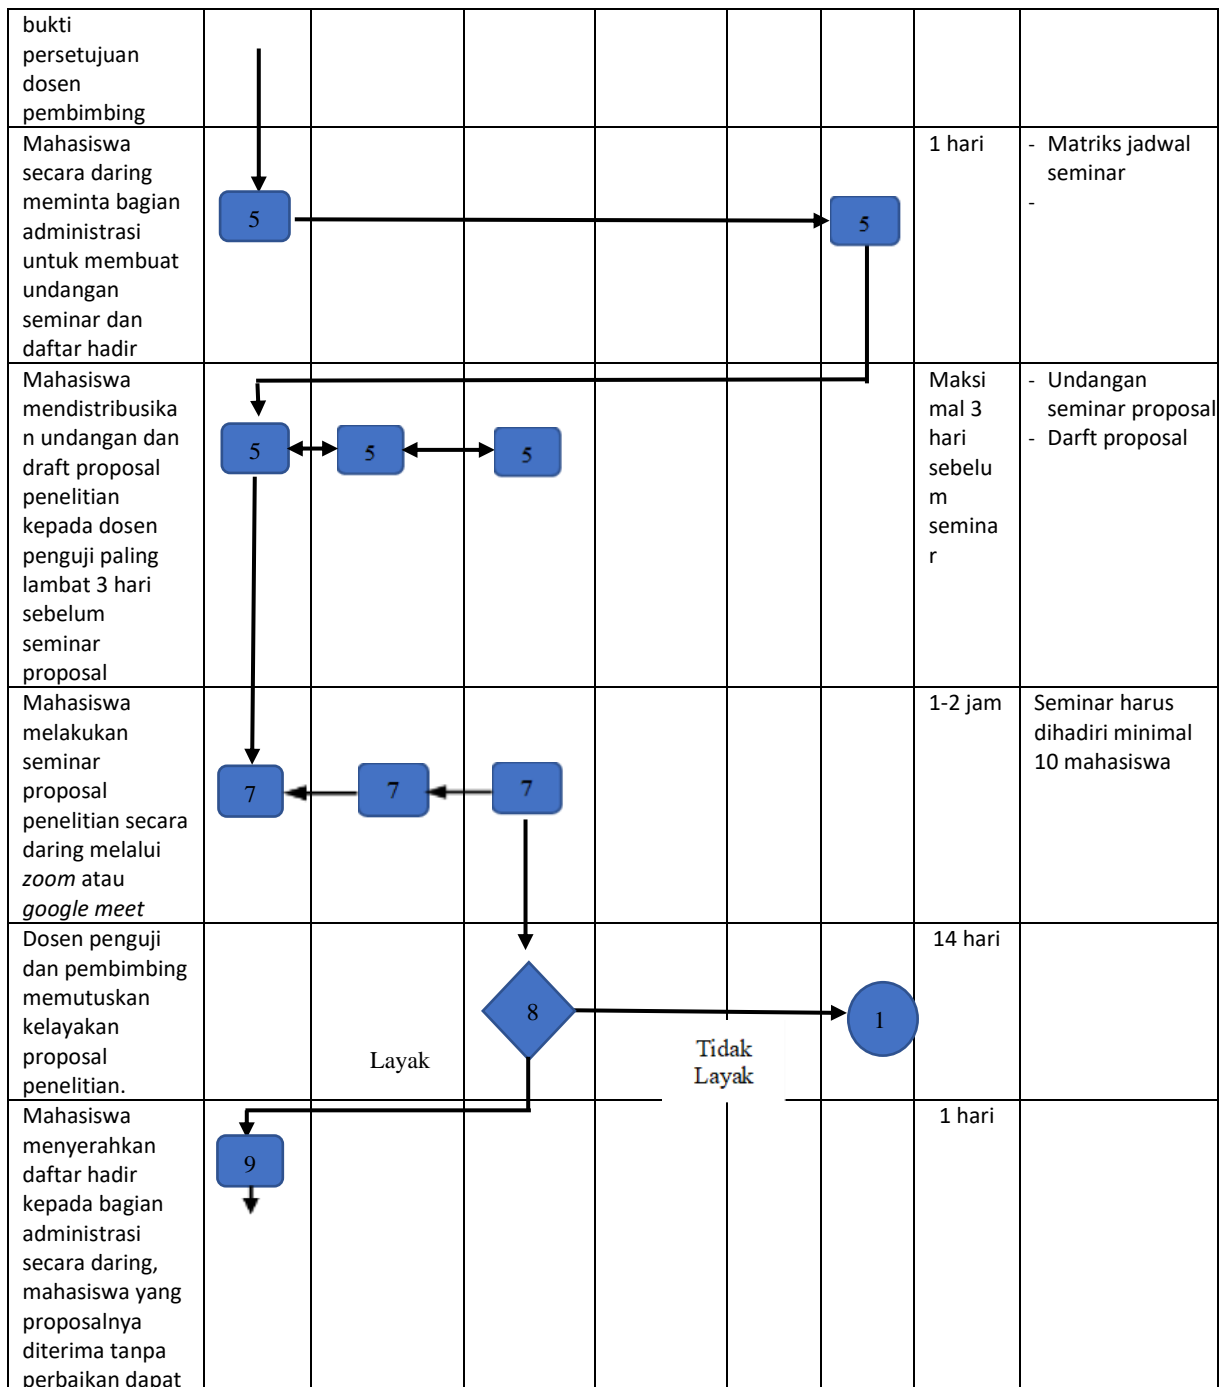 bukti
persetujuan
dosen
pembimbing
Mahasiswa
secara daring
meminta bagian
administrasi
untuk membuat
undangan
seminar dan
daftar hadir
5
5
1 hari
- Matriks jadwal
seminar
-
Mahasiswa
mendistribusika
n undangan dan
draft proposal
penelitian
kepada dosen
penguji paling
lambat 3 hari
sebelum
seminar
proposal
5
5
5
Maksi
mal 3
hari
sebelu
m
semina
r
- Undangan
seminar proposal
- Darft proposal
Mahasiswa
melakukan
seminar
proposal
penelitian secara
daring melalui
zoom atau
google meet
7
7
7
1-2 jam
Seminar harus
dihadiri minimal
10 mahasiswa
Dosen penguji
dan pembimbing
memutuskan
kelayakan
proposal
penelitian.
Layak
8
Tidak
Layak
1
14 hari
Mahasiswa
menyerahkan
daftar hadir
kepada bagian
administrasi
secara daring,
mahasiswa yang
proposalnya
diterima tanpa
perbaikan dapat
9
1 hari